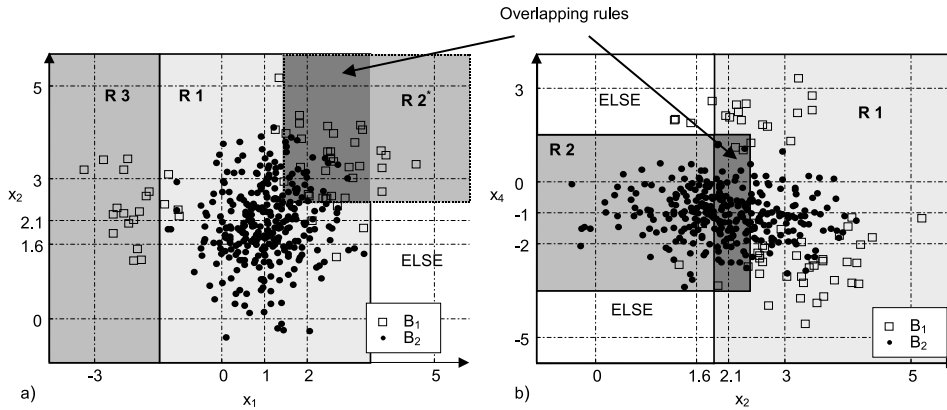 Overlapping rules
5
R 3
R 1
R 2*
x2
3
2.1
1.6
0
ELSE
B1
B2
-3
0
1
2
5
a)
x1
3
ELSE
R 1
R 2
x4
0
-1
-2
ELSE
-5
B1
B2
0
1.6
2.1
3
5
b)
x2